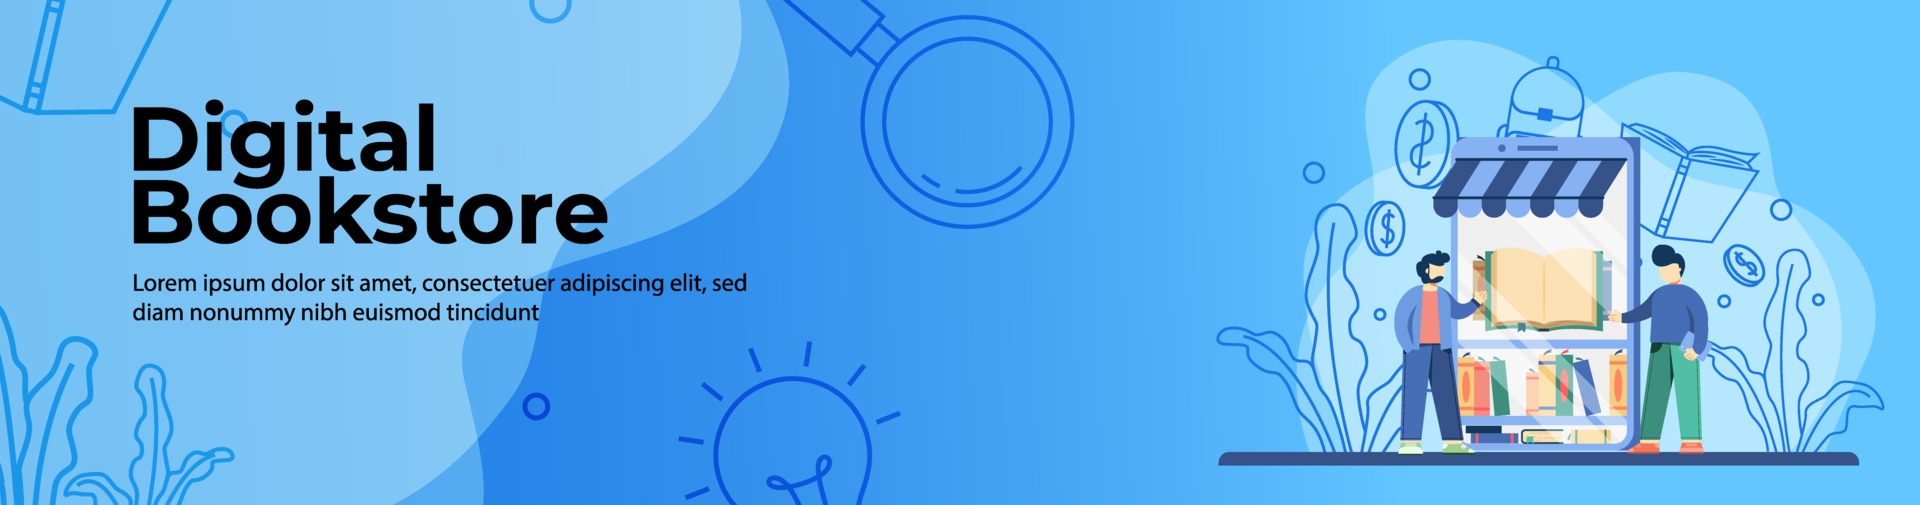 Digital
Bookstore
Lorem ipsum dolor sit amet, consectetuer adipiscing elit, sed
diam nonummy nibh euismod tincidunt